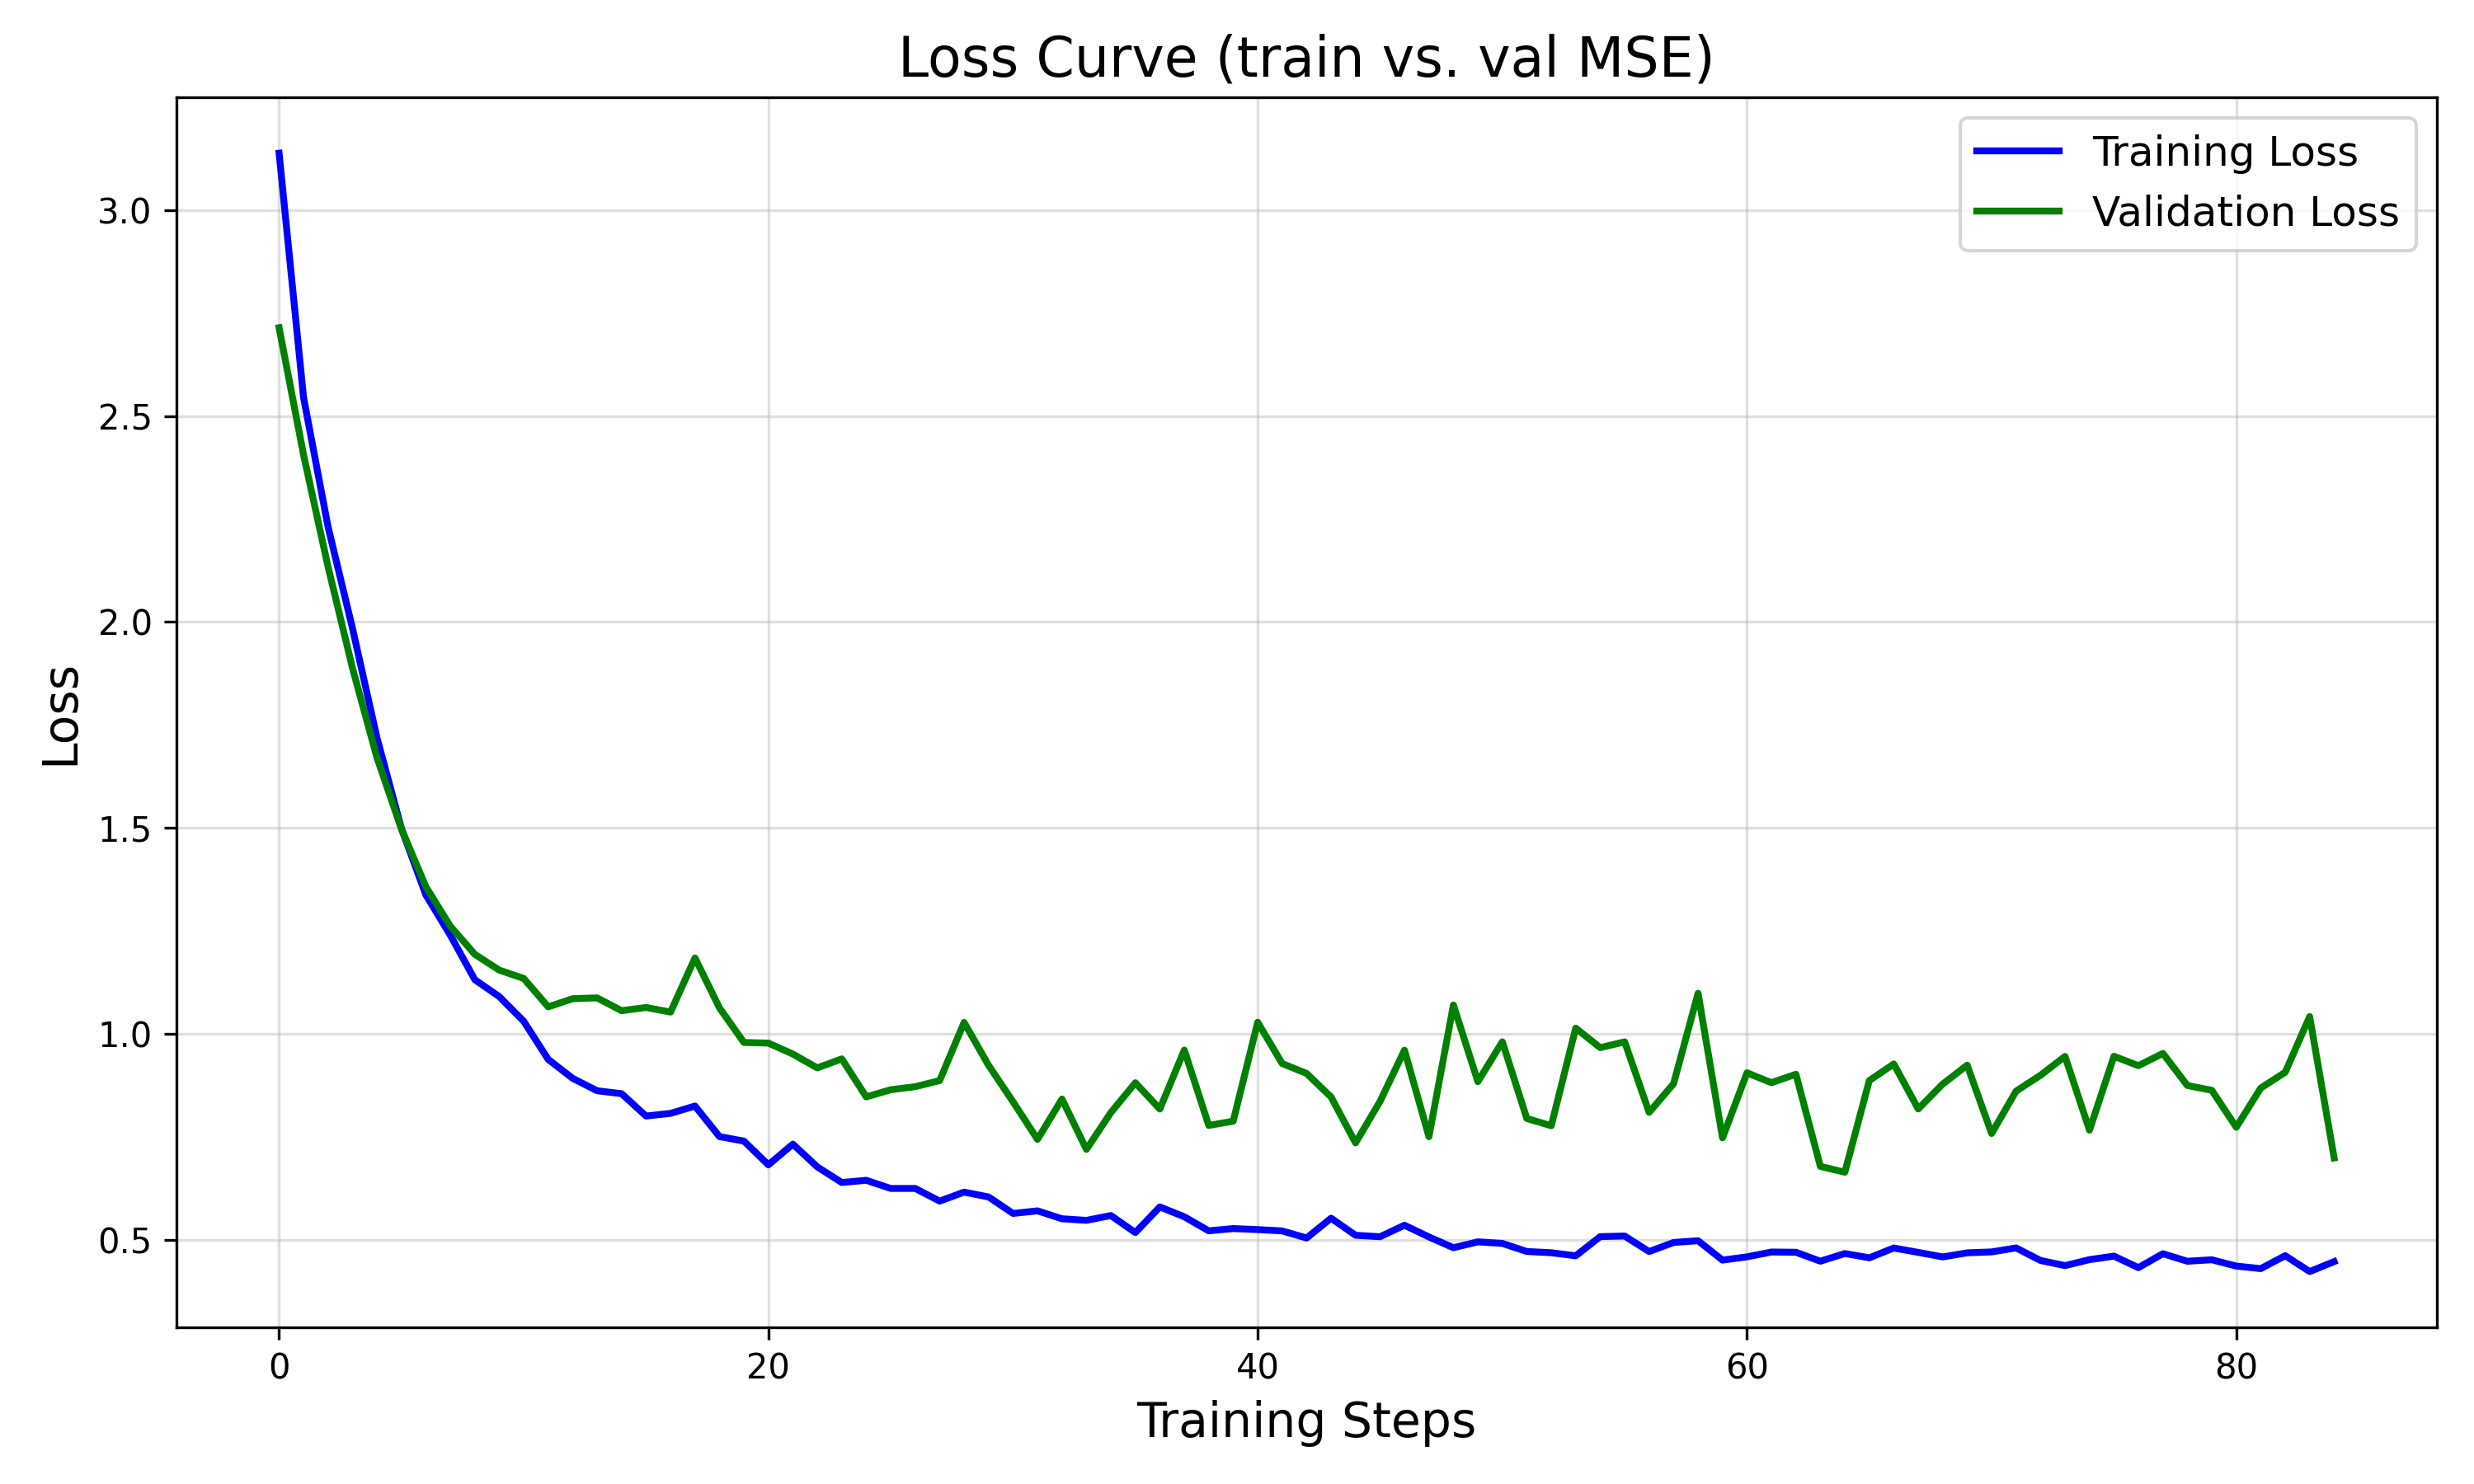 Loss Curve (train vs. val MSE)
Training Loss
Validation Loss
3.0
2.5
2.0
1.5
1.0
0.5
Loss
0 20 40 60 80
Training Steps